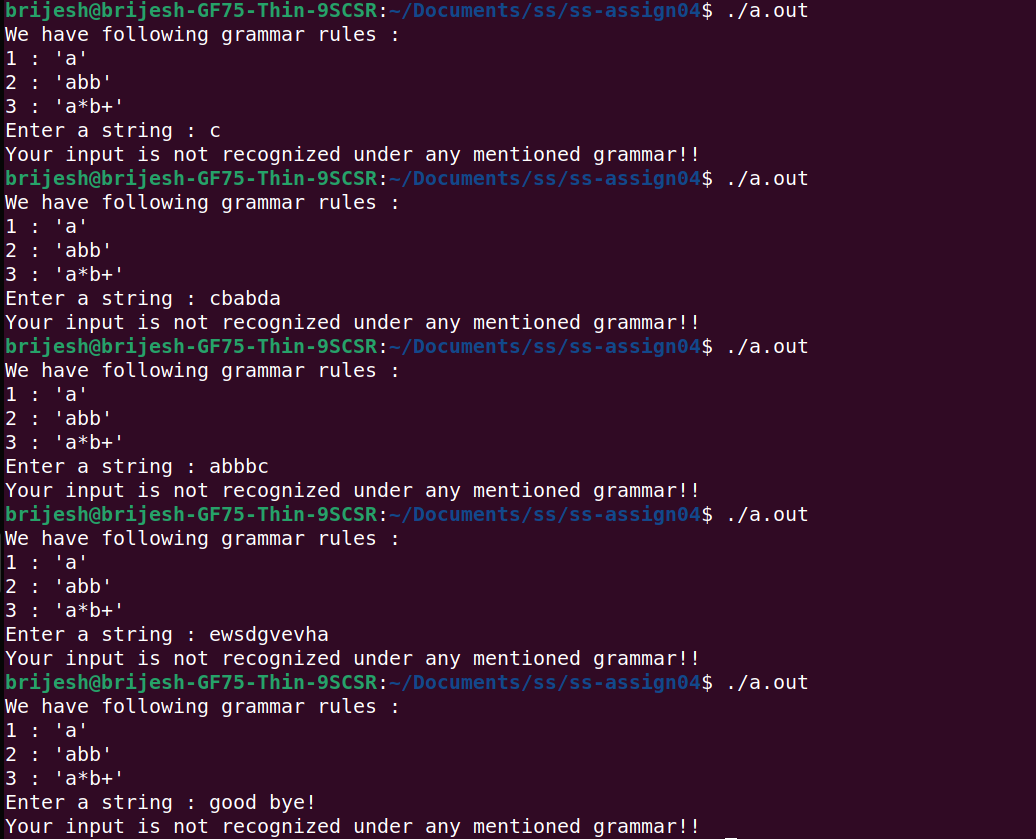 brijesh@brijesh-GF75-Thin-9SCSR:~/Documents/ss/ss-assign04$ ./a.out
We have following grammar rules :
1 : 'a'
2 : 'abb'
3 : 'a*b+'
Enter a string : c
Your input is not recognized under any mentioned grammar!!
brijesh@brijesh-GF75-Thin-9SCSR:~/Documents/ss/ss-assign04$ ./a.out
We have following grammar rules :
1 : 'a'
2 : 'abb'
3 : 'a*b+'
Enter a string : cbabda
Your input is not recognized under any mentioned grammar!!
brijesh@brijesh-GF75-Thin-9SCSR:~/Documents/ss/ss-assign04$ ./a.out
We have following grammar rules :
1 : 'a'
2 : 'abb'
3 : 'a*b+'
Enter a string : abbbc
Your input is not recognized under any mentioned grammar!!
brijesh@brijesh-GF75-Thin-9SCSR:~/Documents/ss/ss-assign04$ ./a.out
We have following grammar rules :
1 : 'a'
2 : 'abb'
3 : 'a*b+'
Enter a string : ewsdgvevha
Your input is not recognized under any mentioned grammar!!
brijesh@brijesh-GF75-Thin-9SCSR:~/Documents/ss/ss-assign04$ ./a.out
We have following grammar rules :
1 : 'a'
2 : 'abb'
3 : 'a*b+'
Enter a string : good bye!
Your input is not recognized under any mentioned grammar!!